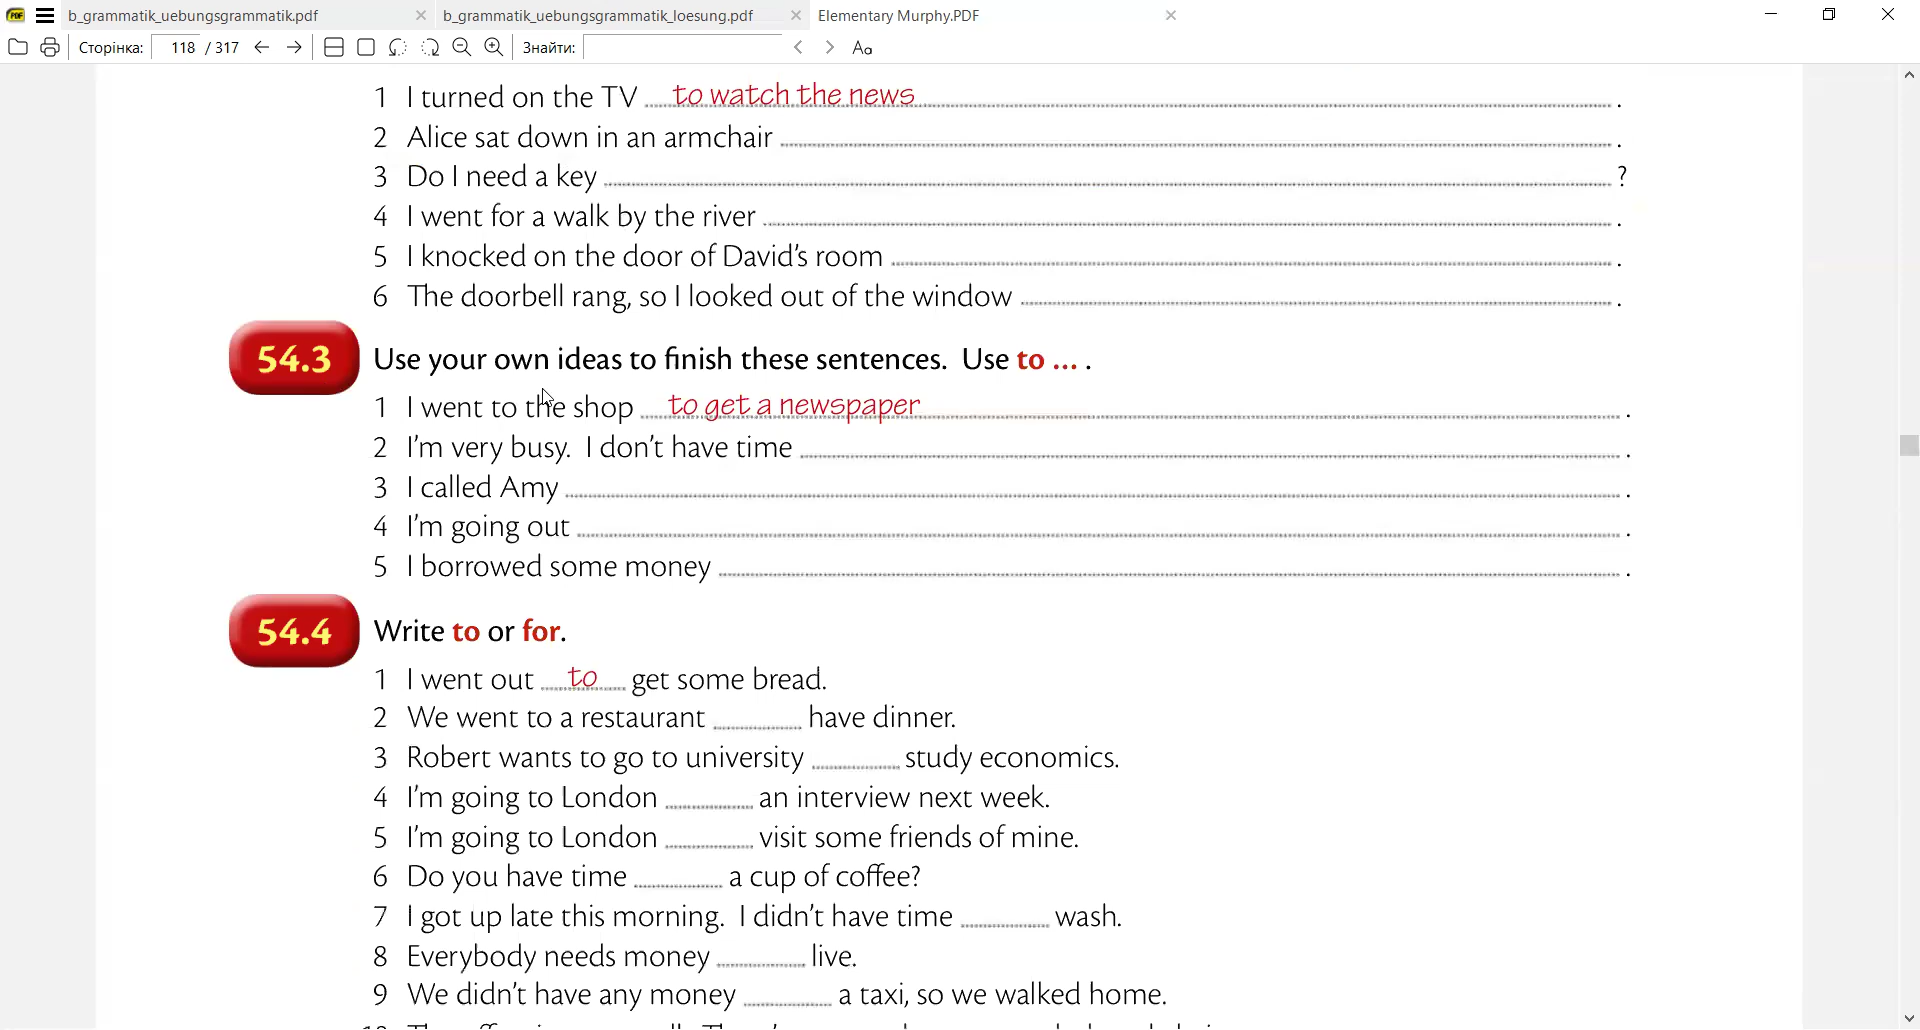 b_grammatik_uebungsgrammatik.pdf b_grammatik_uebungsgrammatik_loesung.pdf Elementary Murphy.PDF
Сторінка: 118 / 317 Знайти: Aa
1 I turned on the TV to watch the news.
2 Alice sat down in an armchair .
3 Do I need a key ?
4 I went for a walk by the river .
5 I knocked on the door of David's room .
6 The doorbell rang, so I looked out of the window .
54.3 Use your own ideas to finish these sentences. Use to ... .
1 I went to the shop to get a newspaper .
2 I'm very busy. I don't have time .
3 I called Amy .
4 I'm going out .
5 I borrowed some money .
54.4 Write to or for.
1 I went out to get some bread.
2 We went to a restaurant have dinner.
3 Robert wants to go to university study economics.
4 I'm going to London an interview next week.
5 I'm going to London visit some friends of mine.
6 Do you have time a cup of coffee?
7 I got up late this morning. I didn't have time wash.
8 Everybody needs money live.
9 We didn't have any money a taxi, so we walked home.